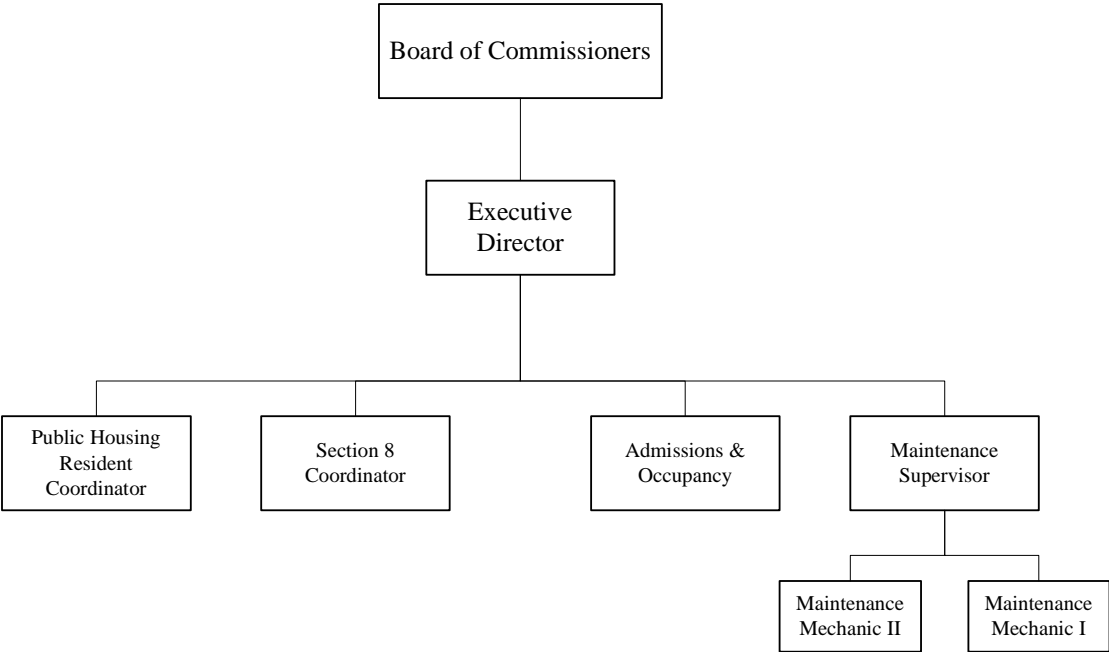 Board of Commissioners
Executive
Director
Public Housing
Resident
Coordinator
Section 8
Coordinator
Admissions &
Occupancy
Maintenance
Supervisor
Maintenance
Mechanic II
Maintenance
Mechanic I